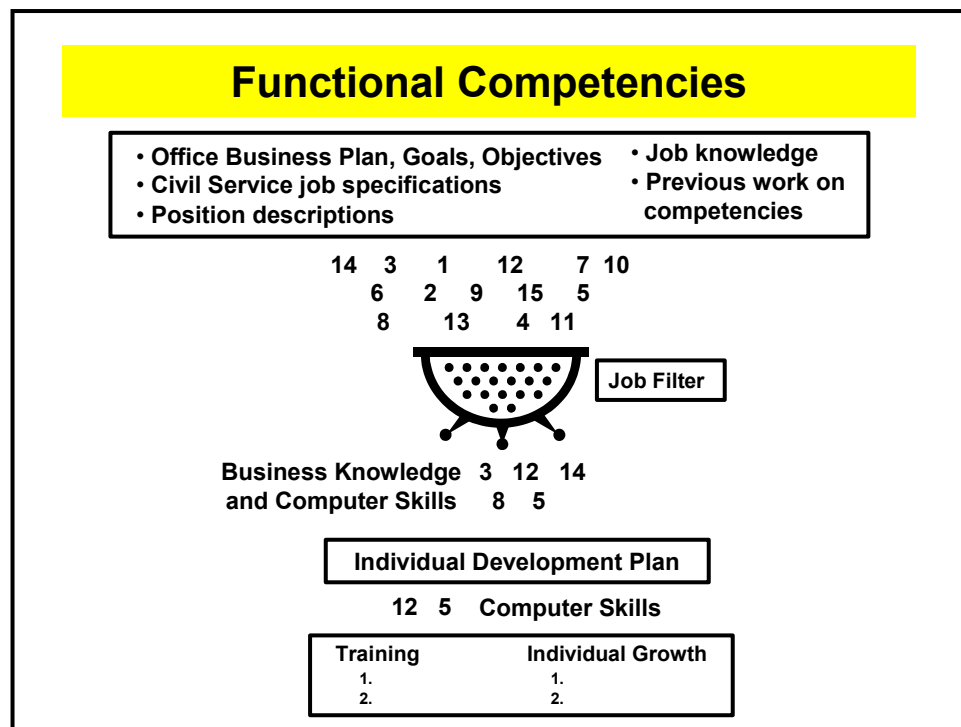 Functional Competencies
• Office Business Plan, Goals, Objectives
• Civil Service job specifications
• Position descriptions
• Job knowledge
• Previous work on
competencies
14 3 1 12 7 10
6 2 9 15 5
8 13 4 11
Job Filter
Business Knowledge 3 12 14
and Computer Skills 8 5
Individual Development Plan
12 5 Computer Skills
Training
1.
2.
Individual Growth
1.
2.